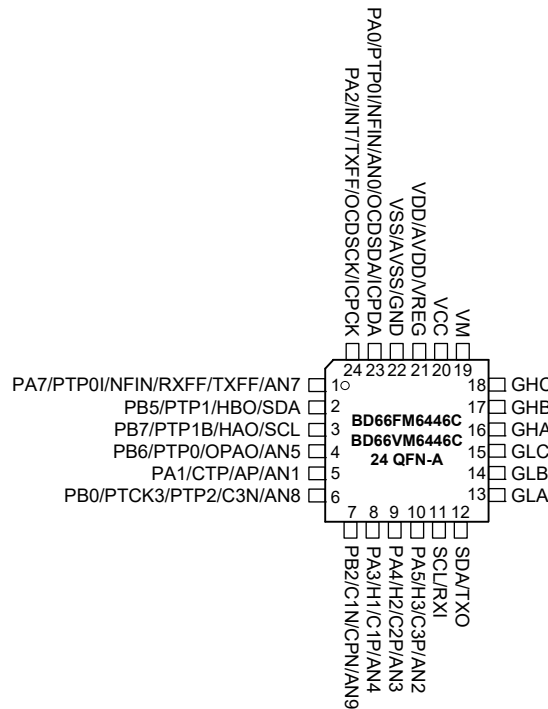 PA2/INT/TXFF/OCDSCK/ICPCK
PA0/PTP0I/NFIN/AN0/OCDSDA/ICPDA
VSS/AVSS/GND
VDD/AVDD/VREG
VCC
VM
24 23 22 21 20 19
PA7/PTP0I/NFIN/RXFF/TXFF/AN7 1
PB5/PTP1/HBO/SDA 2
PB7/PTP1B/HAO/SCL 3
PB6/PTP0/OPAO/AN5 4
PA1/CTP/AP/AN1 5
PB0/PTCK3/PTP2/C3N/AN8 6
BD66FM6446C
BD66VM6446C
24 QFN-A
18 GHC
17 GHB
16 GHA
15 GLC
14 GLB
13 GLA
7 8 9 10 11 12
PB2/C1N/CPN/AN9
PA3/H1/C1P/AN4
PA4/H2/C2P/AN3
PA5/H3/C3P/AN2
SCL/RXI
SDA/TXO